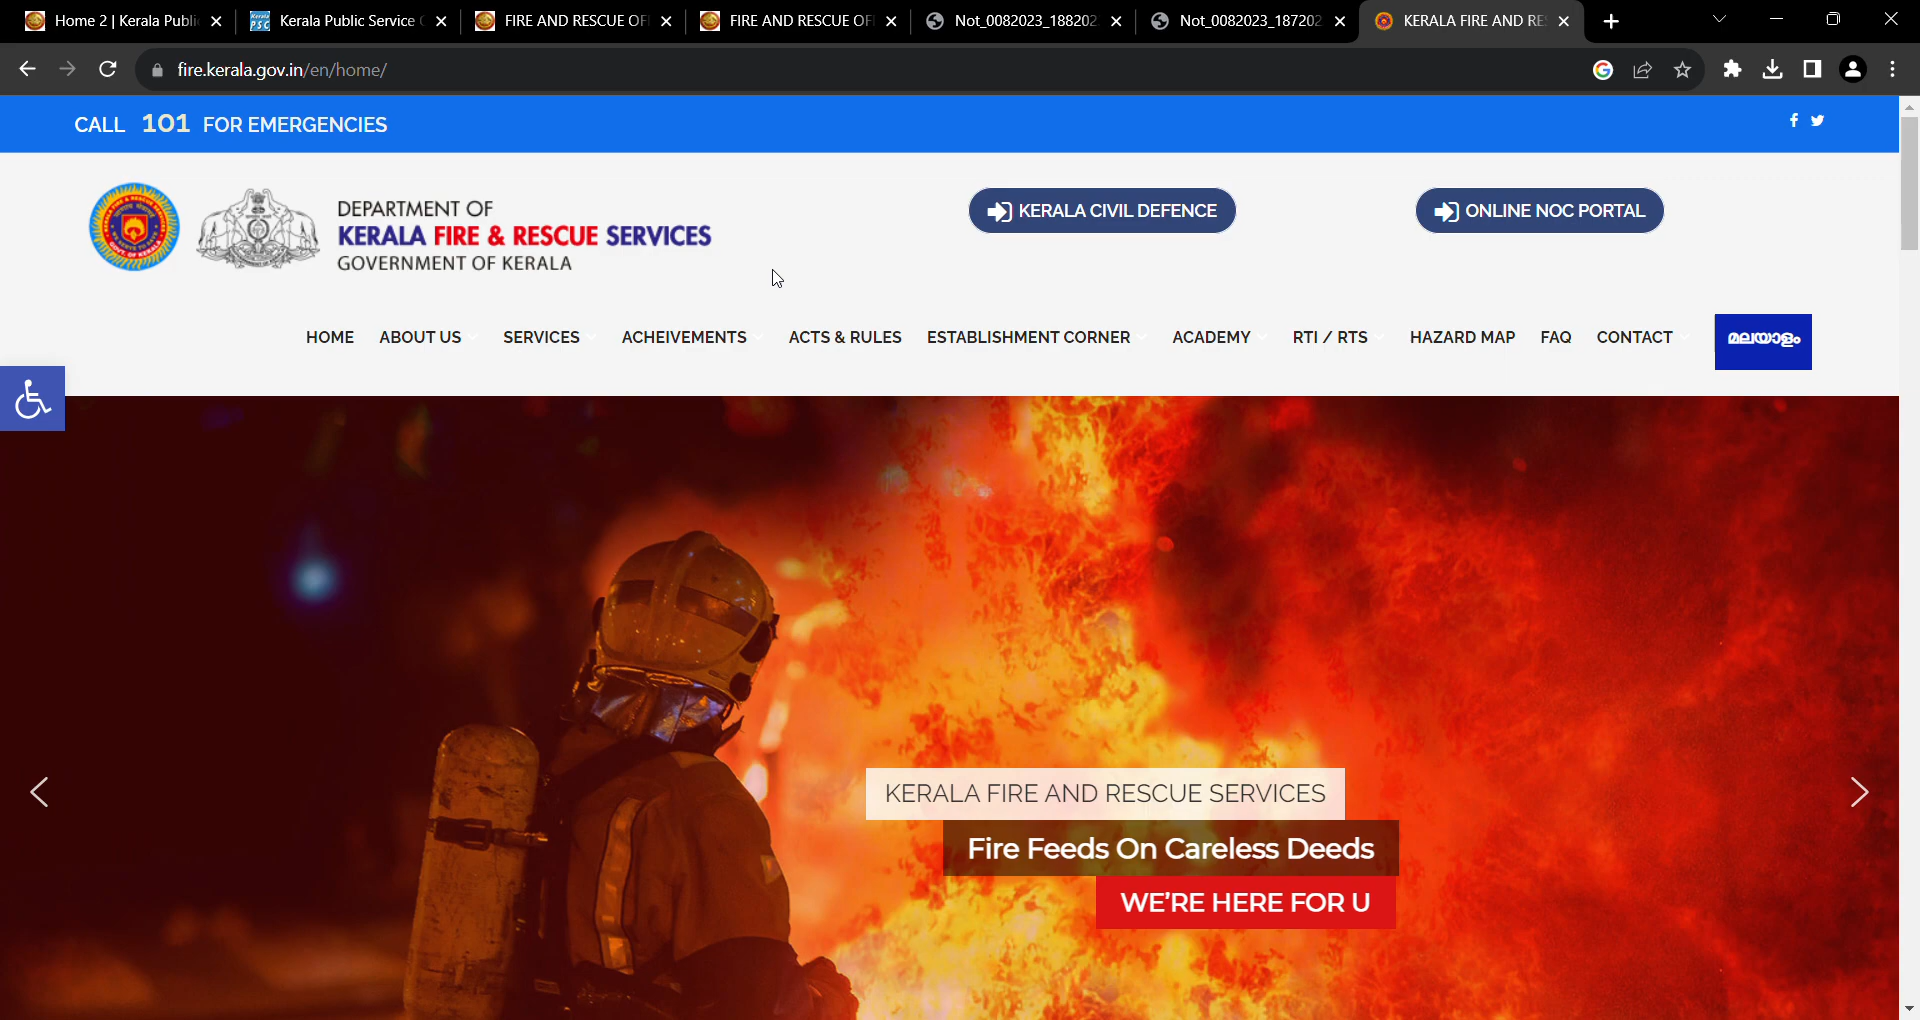 Home 2 | Kerala Publi
Kerala Public Service
FIRE AND RESCUE OF
FIRE AND RESCUE OF
Not_0082023_18820
Not_0082023_18720
KERALA FIRE AND RE
fire.kerala.gov.in/en/home/
CALL 101 FOR EMERGENCIES
DEPARTMENT OF
KERALA FIRE & RESCUE SERVICES
GOVERNMENT OF KERALA
KERALA CIVIL DEFENCE
ONLINE NOC PORTAL
HOME ABOUT US SERVICES ACHEIVEMENTS ACTS & RULES ESTABLISHMENT CORNER ACADEMY RTI / RTS HAZARD MAP FAQ CONTACT മലയാളം
KERALA FIRE AND RESCUE SERVICES
Fire Feeds On Careless Deeds
WE'RE HERE FOR U